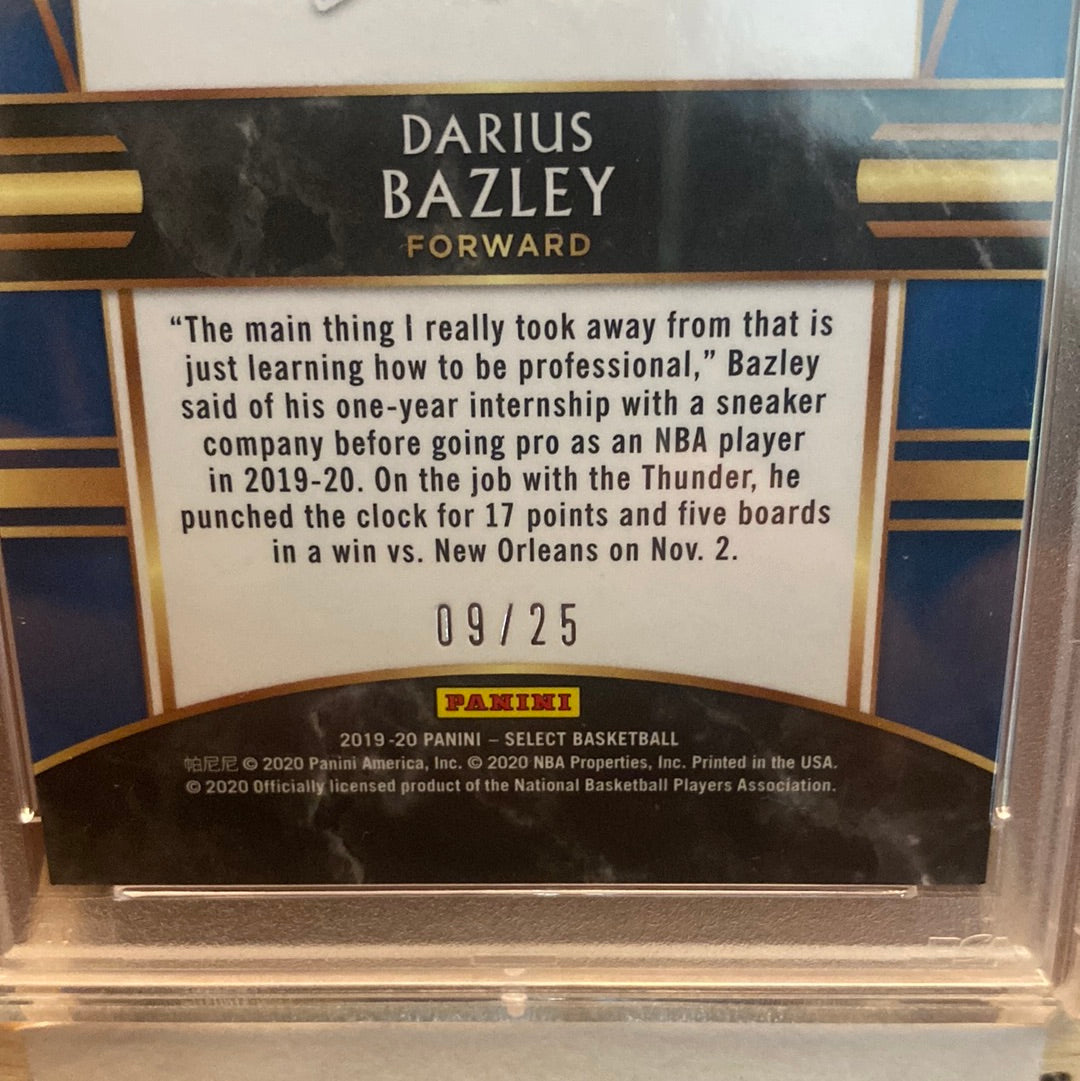 DARIUS
BAZLEY
FORWARD
“The main thing I really took away from that is
just learning how to be professional,” Bazley
said of his one-year internship with a sneaker
company before going pro as an NBA player
in 2019-20. On the job with the Thunder, he
punched the clock for 17 points and five boards
in a win vs. New Orleans on Nov. 2.
09/25
PANINI
2019-20 PANINI – SELECT BASKETBALL
帕尼尼 © 2020 Panini America, Inc. © 2020 NBA Properties, Inc. Printed in the USA.
© 2020 Officially licensed product of the National Basketball Players Association.
PSA